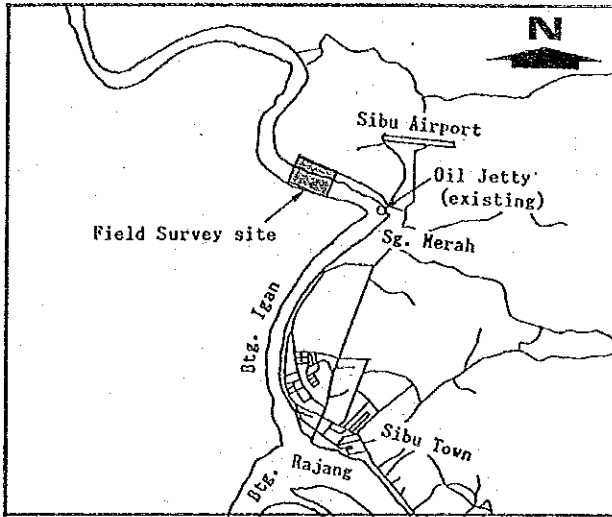 N
Sibu Airport
Oil Jetty
(existing)
Field Survey site
Sg. Merah
Btg. Igan
Sibu Town
Btg. Rajang